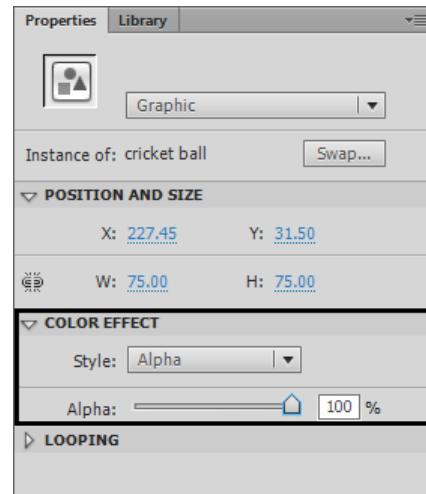 Properties Library
Graphic
Instance of: cricket ball Swap...
POSITION AND SIZE
X: 227.45 Y: 31.50
W: 75.00 H: 75.00
COLOR EFFECT
Style: Alpha
Alpha: 100 %
LOOPING